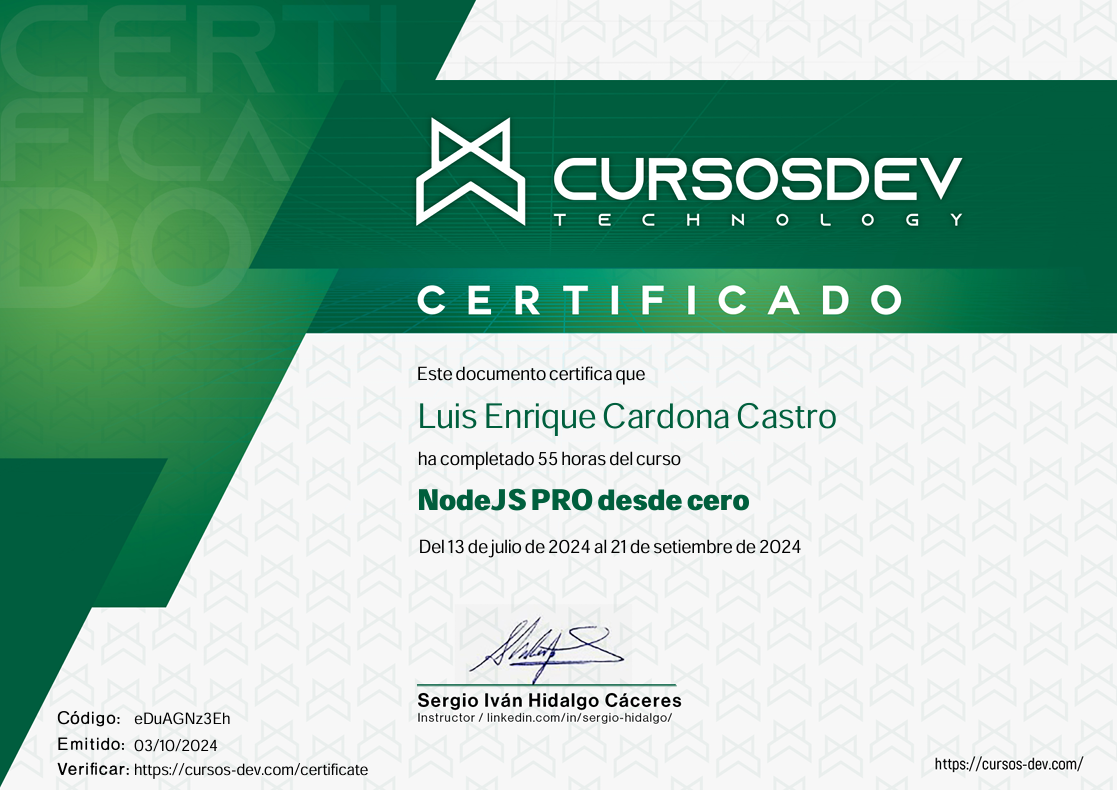 CERTI
FICA
DO
CURSOSDEV
TECHNOLOGY
CERTIFICADO
Este documento certifica que
Luis Enrique Cardona Castro
ha completado 55 horas del curso
NodeJS PRO desde cero
Del 13 de julio de 2024 al 21 de setiembre de 2024
Sergio Iván Hidalgo Cáceres
Instructor / linkedin.com/in/sergio-hidalgo/
Código: eDuAGNz3Eh
Emitido: 03/10/2024
Verificar: https://cursos-dev.com/certificate
https://cursos-dev.com/